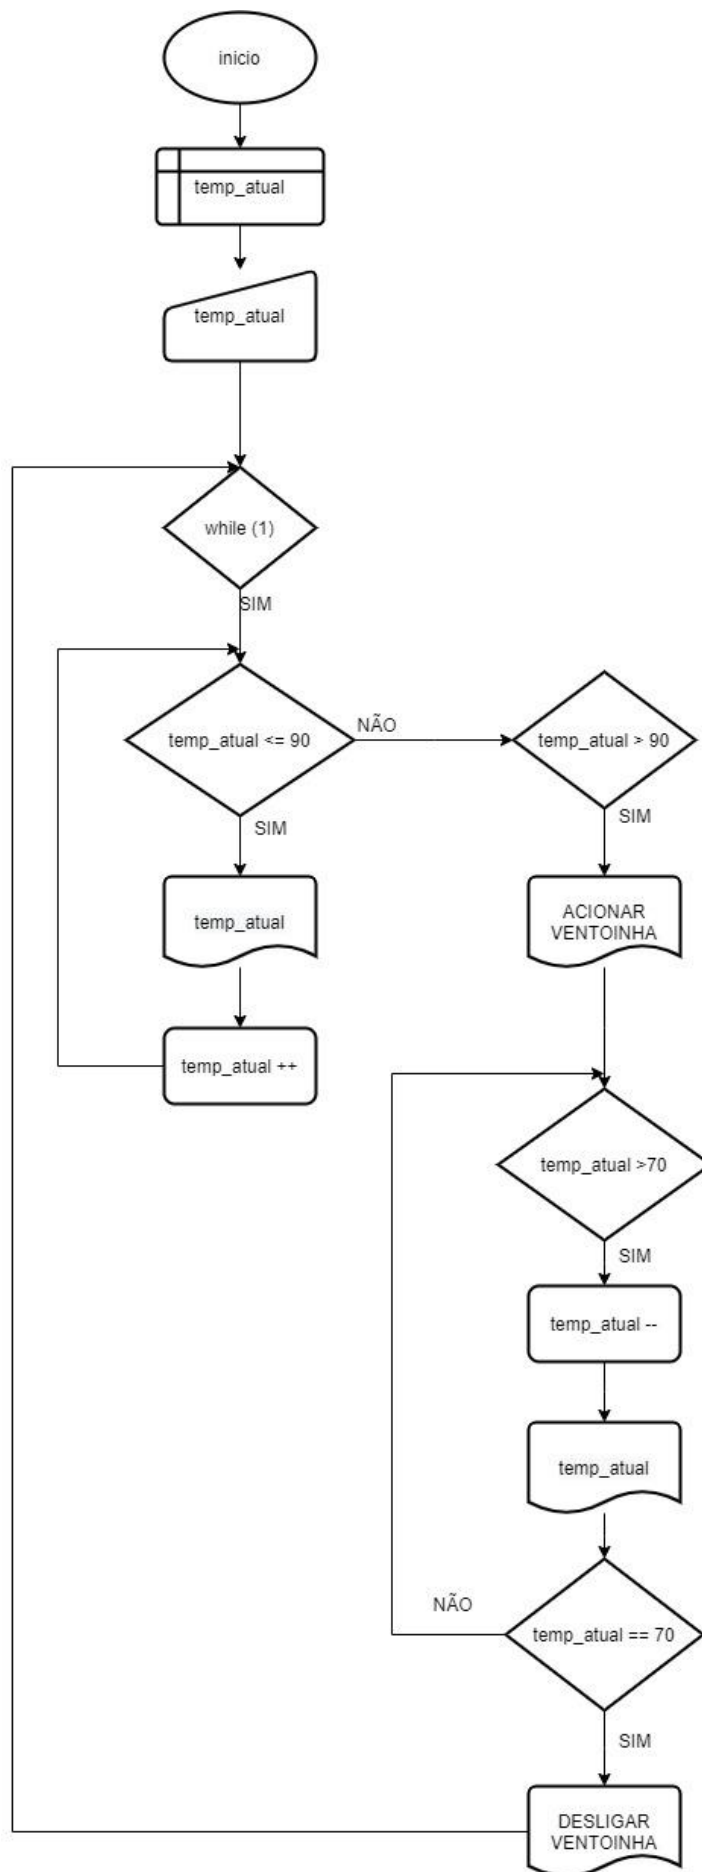 inicio
temp_atual
temp_atual
while (1)
SIM
temp_atual <= 90
NÃO
temp_atual > 90
SIM
SIM
temp_atual
ACIONAR
VENTOINHA
temp_atual ++
temp_atual >70
SIM
temp_atual --
temp_atual
NÃO
temp_atual == 70
SIM
DESLIGAR
VENTOINHA